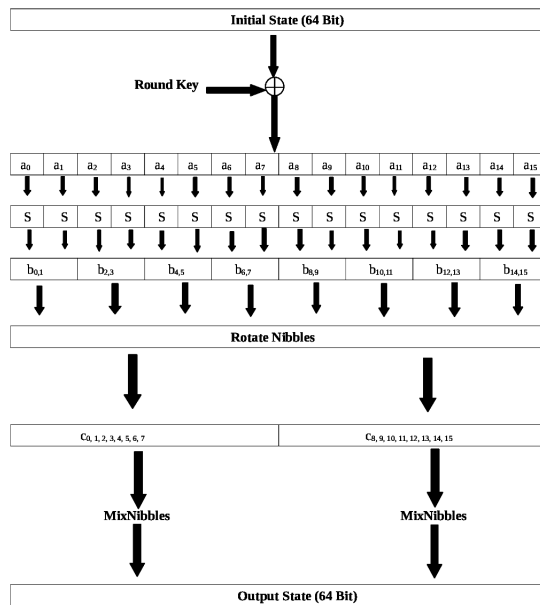 Initial State (64 Bit)
Round Key
a0 a1 a2 a3 a4 a5 a6 a7 a8 a9 a10 a11 a12 a13 a14 a15
S S S S S S S S S S S S S S S S
b0,1 b2,3 b4,5 b6,7 b8,9 b10,11 b12,13 b14,15
Rotate Nibbles
c0, 1, 2, 3, 4, 5, 6, 7 c8, 9, 10, 11, 12, 13, 14, 15
MixNibbles MixNibbles
Output State (64 Bit)